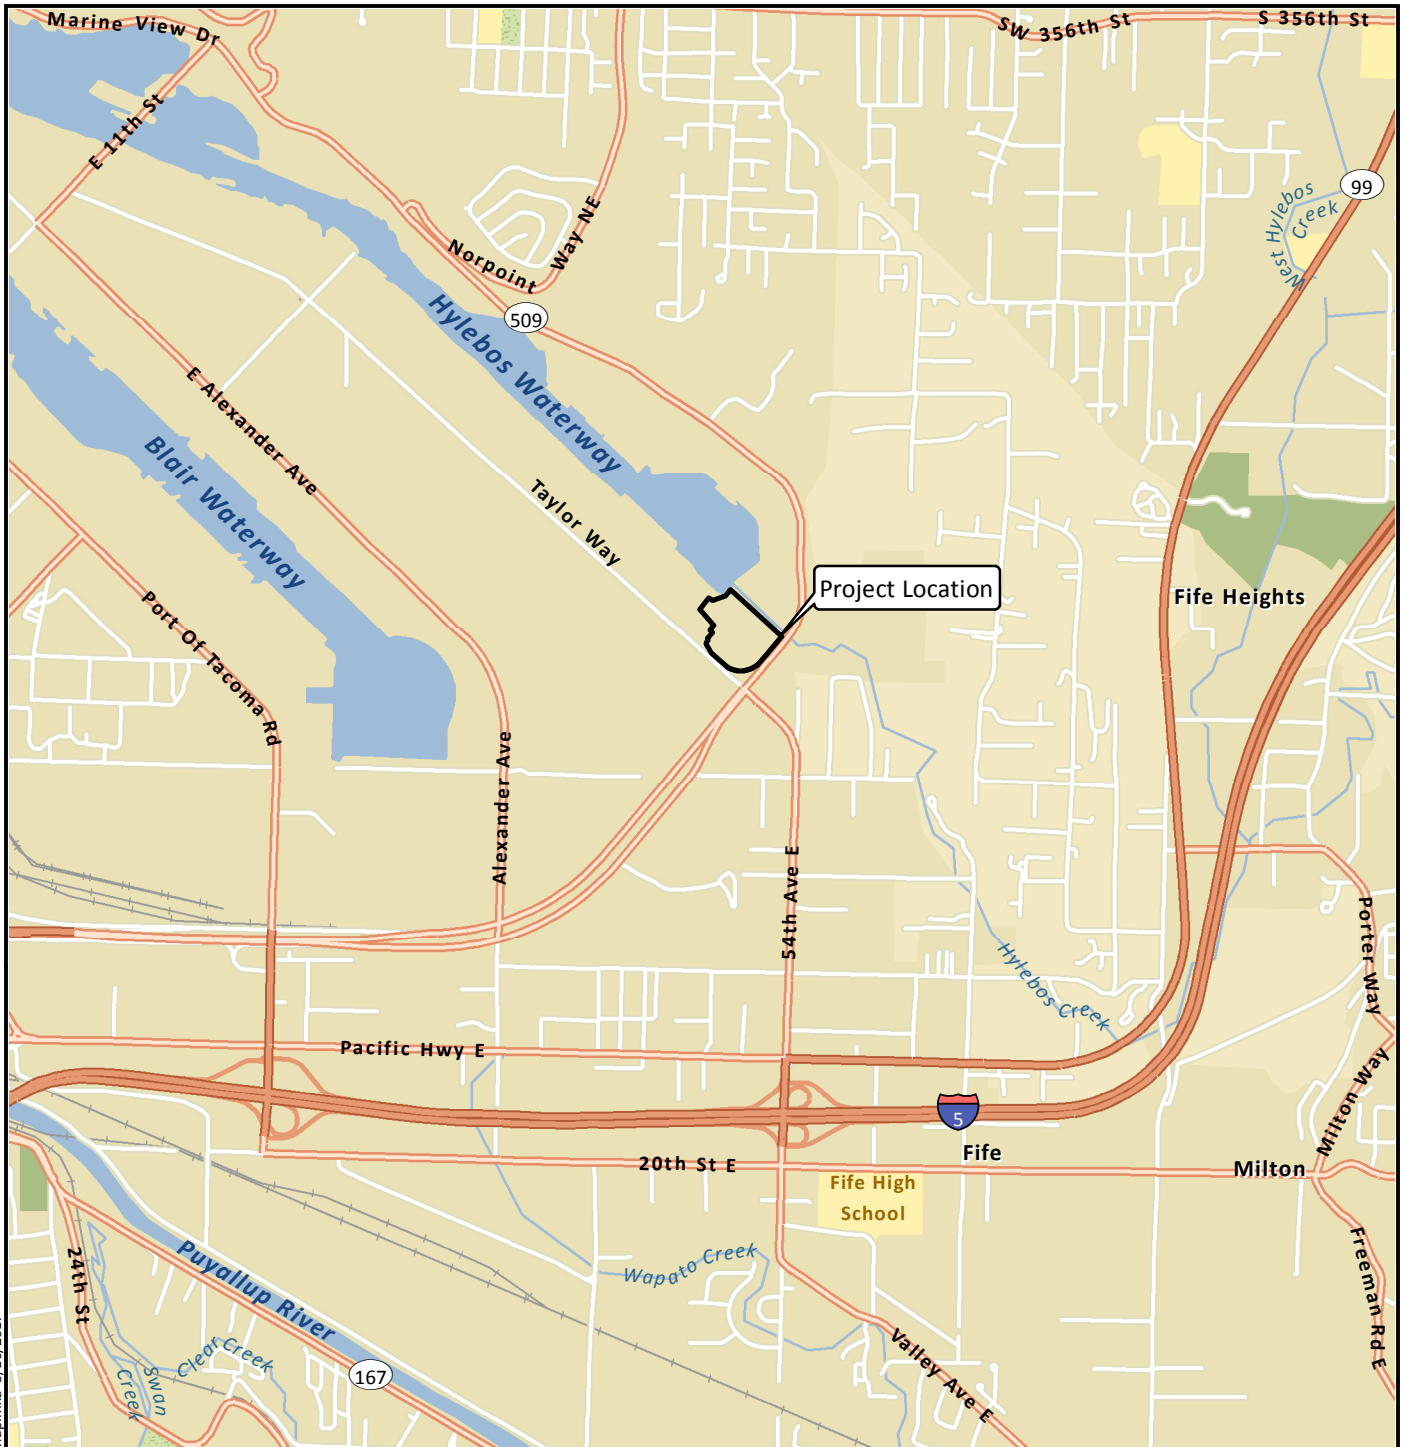 Marine View Dr
SW 356th St
S 356th St
E 11th St
99
West Hylebos
Creek
Norpoint
Way NE
509
Hylebos Waterway
E Alexander Ave
Blair Waterway
Taylor Way
Project Location
Fife Heights
Port Of Tacoma Rd
Alexander Ave
54th Ave E
Porter Way
Hylebos Creek
Pacific Hwy E
Milton Way
5
Fife
20th St E
Milton
Fife High
School
24th St
Puyallup River
Wapato Creek
Freeman Rd E
Clear Creek
Swan
Creek
167
Valley Ave E